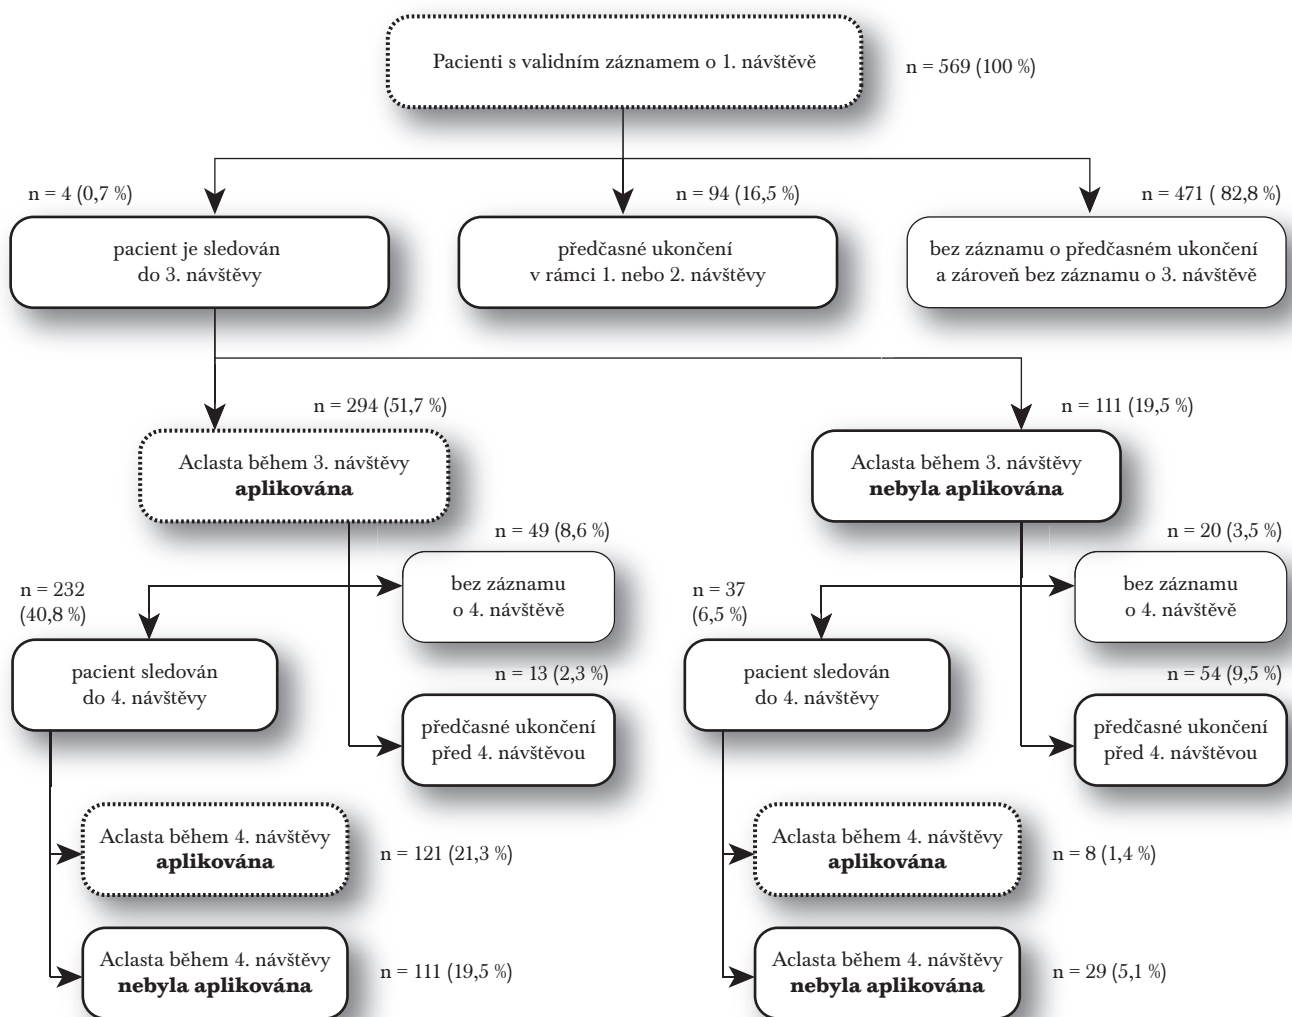 Pacienti s validním záznamem o 1. návštěvě
n = 569 (100 %)
n = 4 (0,7 %)
n = 94 (16,5 %)
n = 471 ( 82,8 %)
pacient je sledován
do 3. návštěvy
předčasné ukončení
v rámci 1. nebo 2. návštěvy
bez záznamu o předčasném ukončení
a zároveň bez záznamu o 3. návštěvě
n = 294 (51,7 %)
n = 111 (19,5 %)
Aclasta během 3. návštěvy
aplikována
Aclasta během 3. návštěvy
nebyla aplikována
n = 49 (8,6 %)
n = 20 (3,5 %)
bez záznamu
o 4. návštěvě
bez záznamu
o 4. návštěvě
n = 232
(40,8 %)
n = 37
(6,5 %)
pacient sledován
do 4. návštěvy
n = 13 (2,3 %)
pacient sledován
do 4. návštěvy
n = 54 (9,5 %)
předčasné ukončení
před 4. návštěvou
předčasné ukončení
před 4. návštěvou
Aclasta během 4. návštěvy
aplikována
n = 121 (21,3 %)
Aclasta během 4. návštěvy
aplikována
n = 8 (1,4 %)
Aclasta během 4. návštěvy
nebyla aplikována
n = 111 (19,5 %)
Aclasta během 4. návštěvy
nebyla aplikována
n = 29 (5,1 %)